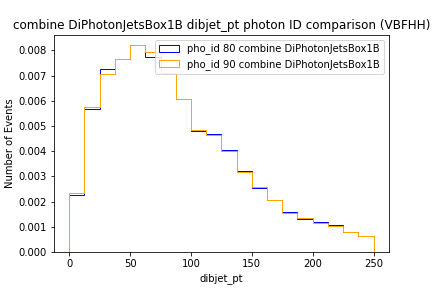 combine DiPhotonJetsBox1B dibjet_pt photon ID comparison (VBFHH)
pho_id 80 combine DiPhotonJetsBox1B
pho_id 90 combine DiPhotonJetsBox1B
Number of Events
0.008
0.007
0.006
0.005
0.004
0.003
0.002
0.001
0.000
0 50 100 150 200 250
dibjet_pt